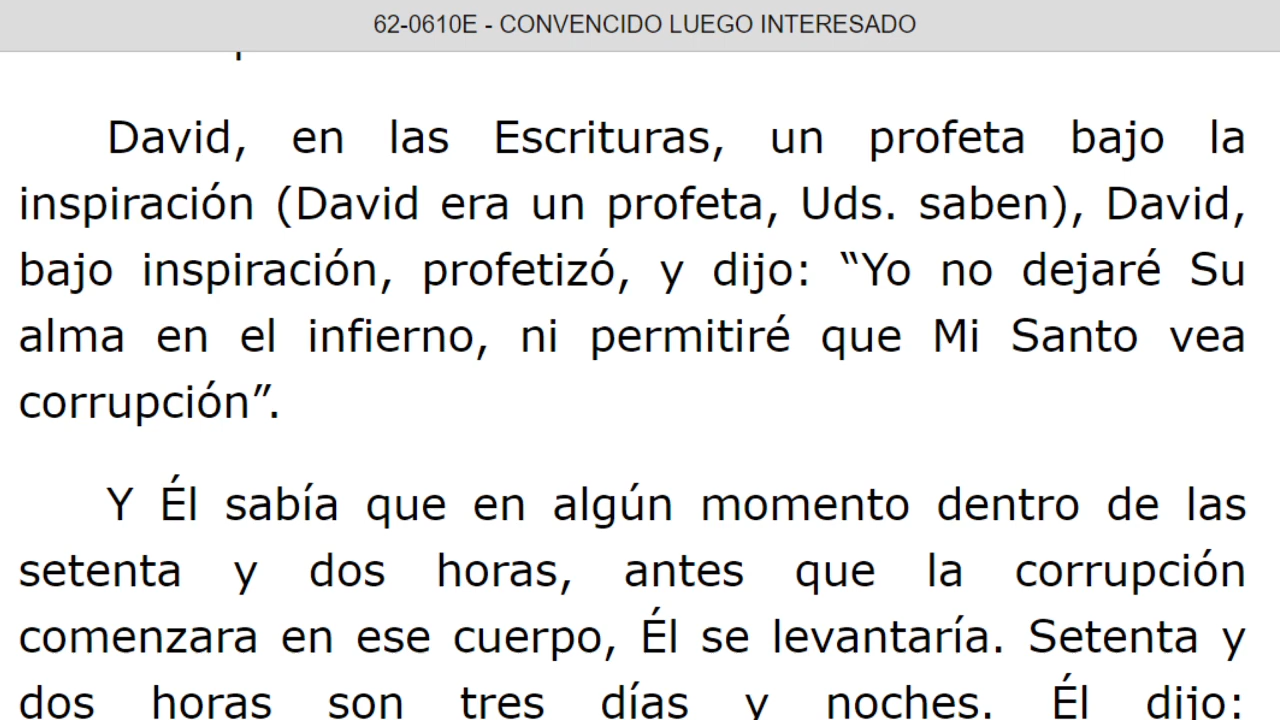 62-0610E - CONVENCIDO LUEGO INTERESADO
David, en las Escrituras, un profeta bajo la
inspiración (David era un profeta, Uds. saben), David,
bajo inspiración, profetizó, y dijo: “Yo no dejaré Su
alma en el infierno, ni permitiré que Mi Santo vea
corrupción”.
Y Él sabía que en algún momento dentro de las
setenta y dos horas, antes que la corrupción
comenzara en ese cuerpo, Él se levantaría. Setenta y
dos horas son tres días y noches. Él dijo: